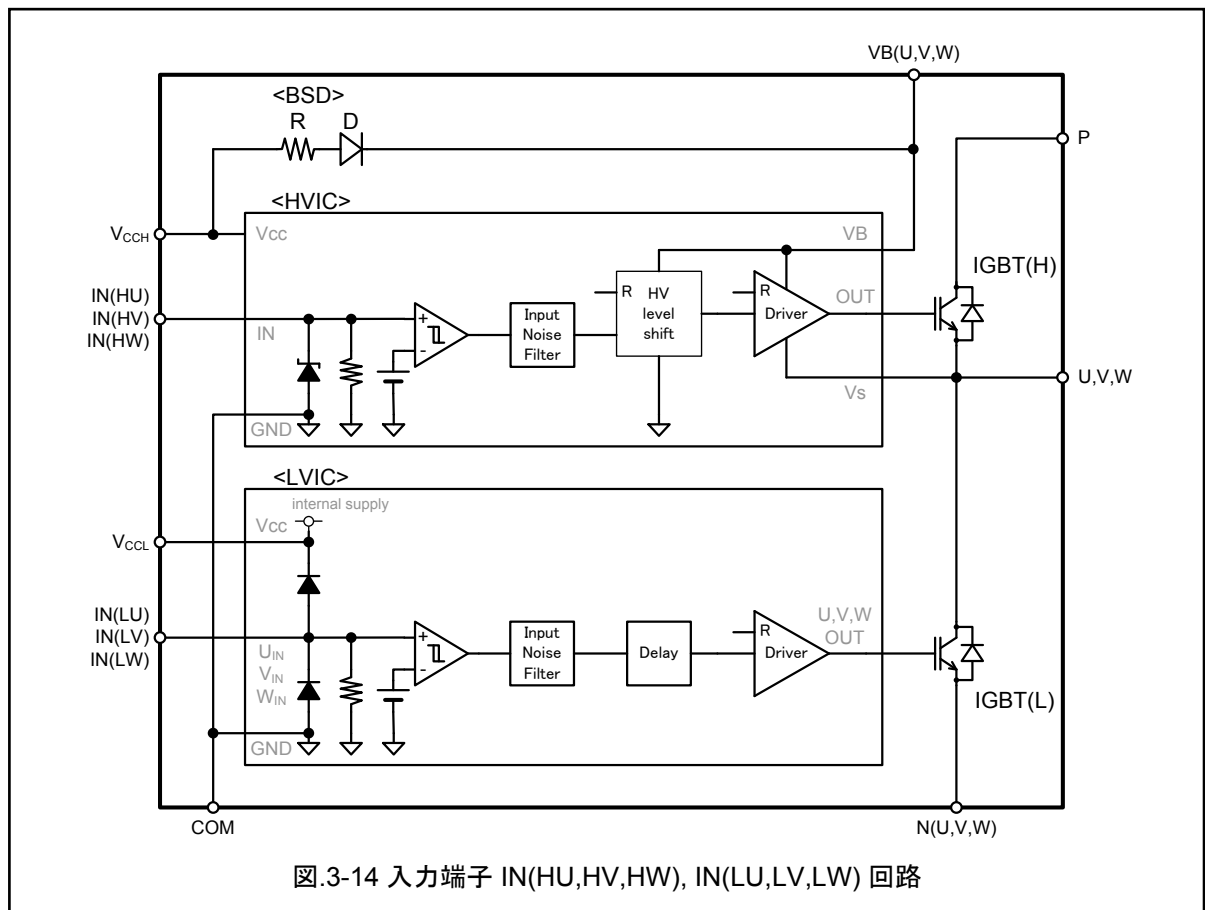 VB(U,V,W)
<BSD>
R D
P
<HVIC>
VCCH
Vcc
VB
IGBT(H)
IN(HU)
IN(HV)
IN(HW)
IN
+
-
Input
Noise
Filter
R
HV
level
shift
R
Driver
OUT
U,V,W
Vs
GND
<LVIC>
internal supply
Vcc
VCCL
IN(LU)
IN(LV)
IN(LW)
UIN
VIN
WIN
+
-
Input
Noise
Filter
Delay
R
Driver
U,V,W
OUT
IGBT(L)
GND
COM
N(U,V,W)
図.3-14 入力端子 IN(HU,HV,HW), IN(LU,LV,LW) 回路